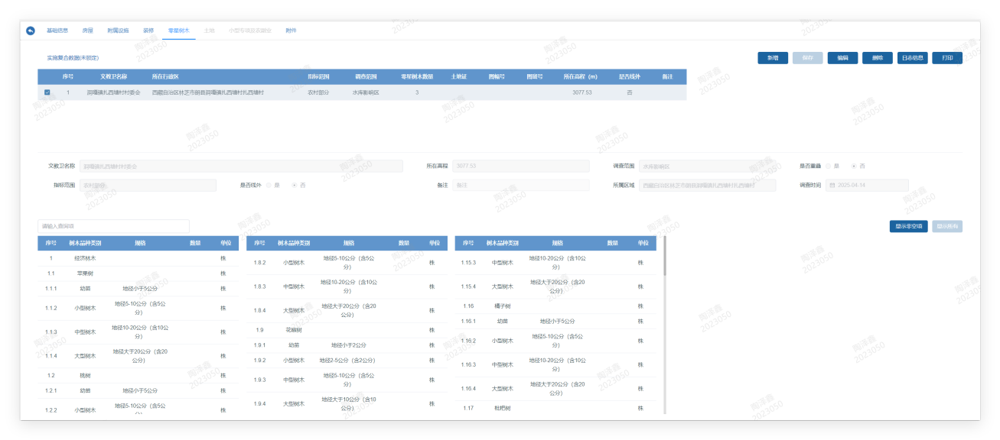 基础信息 房屋 附属设施 装修 零星树木 土地 小型专项及农副业 附件
实施复合数据(未锁定) 新增 保存 编辑 删除 日志信息 打印
序号 文教卫名称 所在行政区 指标范围 调查范围 零星树木数量 土地证 图幅号 图斑号 所在高程 (m) 是否线外 备注
1 洞嘎镇扎西塘村村委会 西藏自治区林芝市朗县洞嘎镇扎西塘村扎西塘村 农村部分 水库影响区 3 3077.53 否
文教卫名称 洞嘎镇扎西塘村村委会 所在高程 3077.53 调查范围 水库影响区 是否重叠 是 否
指标范围 农村部分 是否线外 是 否 备注 备注 所属区域 西藏自治区林芝市朗县洞嘎镇扎西塘村扎西塘村 调查时间 2025-04-14
请输入查询项 显示非空项 显示所有
序号 树木品种类别 规格 数量 单位
1 经济林木 株
1.1 苹果树 株
1.1.1 幼苗 地径小于5公分 株
1.1.2 小型树木 地径5-10公分（含5公分） 株
1.1.3 中型树木 地径10-20公分（含10公分） 株
1.1.4 大型树木 地径大于20公分（含20公分） 株
1.2 桃树 株
1.2.1 幼苗 地径小于5公分 株
1.2.2 小型树木 地径5-10公分（含5公分） 株
序号 树木品种类别 规格 数量 单位
1.8.2 小型树木 地径5-10公分（含5公分） 株
1.8.3 中型树木 地径10-20公分（含10公分） 株
1.8.4 大型树木 地径大于20公分（含20公分） 株
1.9 花椒树 株
1.9.1 幼苗 地径小于2公分 株
1.9.2 小型树木 地径2-5公分（含2公分） 株
1.9.3 中型树木 地径5-10公分（含5公分） 株
1.9.4 大型树木 地径大于10公分（含10公分） 株
序号 树木品种类别 规格 数量 单位
1.15.3 中型树木 地径10-20公分（含10公分） 株
1.15.4 大型树木 地径大于20公分（含20公分） 株
1.16 橘子树 株
1.16.1 幼苗 地径小于5公分 株
1.16.2 小型树木 地径5-10公分（含5公分） 株
1.16.3 中型树木 地径10-20公分（含10公分） 株
1.16.4 大型树木 地径大于20公分（含20公分） 株
1.17 枇杷树 株
陶泽鑫
2023050